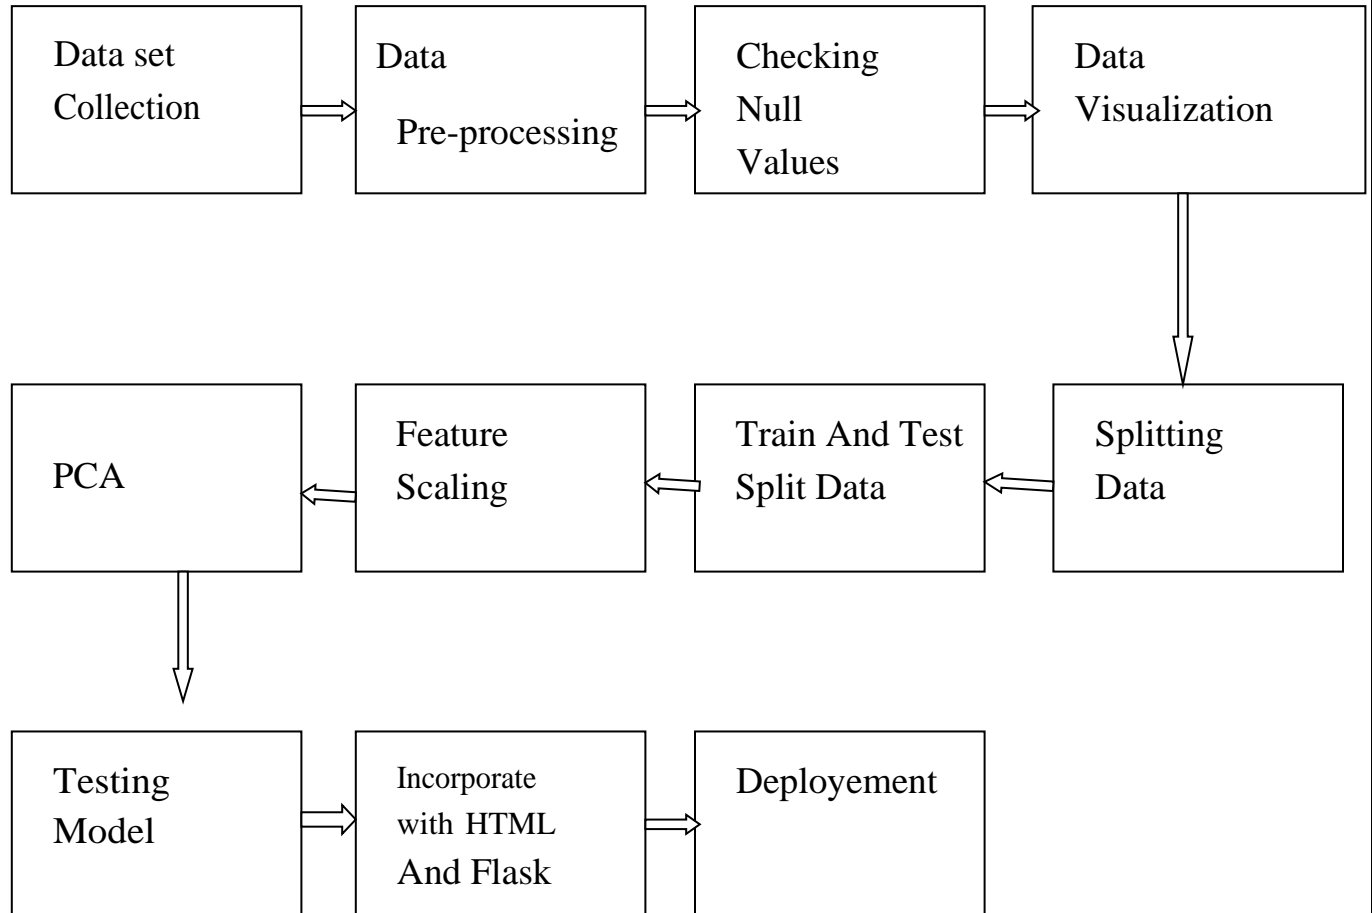 Data set
Collection
Data
Pre-processing
Checking
Null
Values
Data
Visualization
Splitting
Data
Train And Test
Split Data
Feature
Scaling
PCA
Testing
Model
Incorporate
with HTML
And Flask
Deployement